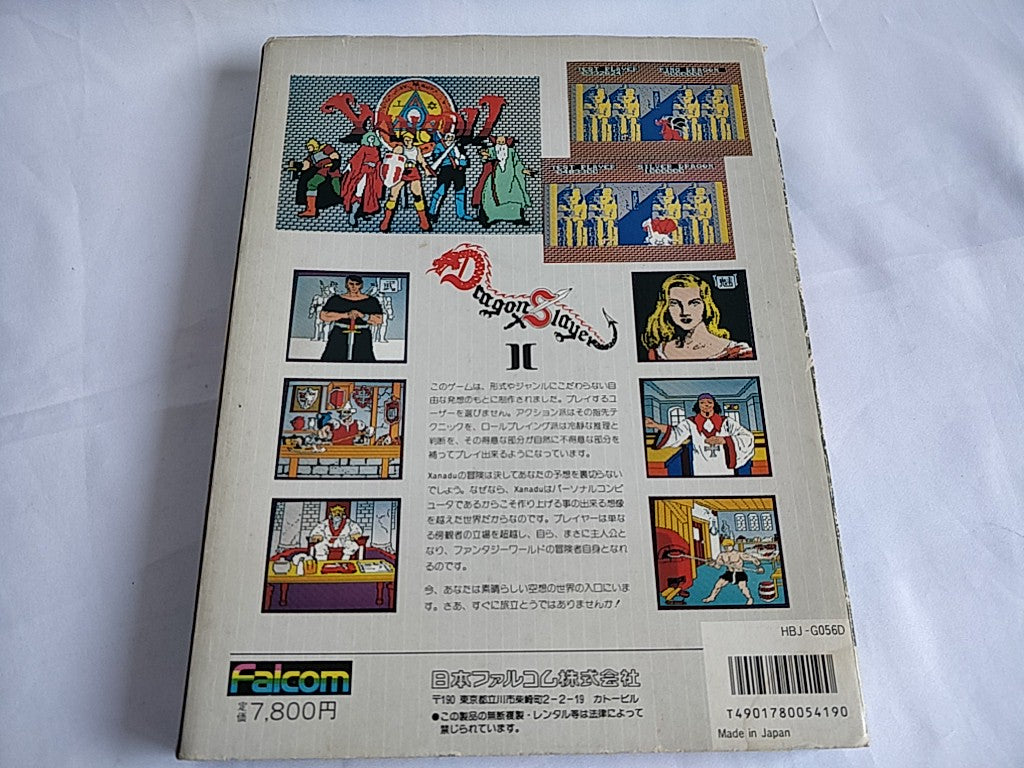 Dragon
Slayer
II
武
魅
このゲームは、形式やジャンルにこだわらない自
由な発想のもとに制作されました。プレイするユ
ーザーを選びません。アクション派はその指先テ
クニックを、ロールプレイング派は冷静な推理と
判断を、その得意な部分が自然に不得意な部分を
補ってプレイ出来るようになっています。
Xanaduの冒険は決してあなたの予想を裏切らない
でしょう。なぜなら、Xanaduはパーソナルコンピ
ュータであるからこそ作り上げる事の出来る想像
を越えた世界だからなのです。プレイヤーは単な
る傍観者の立場を超越し、自ら、まさに主人公と
なり、ファンタジーワールドの冒険者自身となれ
るのです。
今、あなたは素晴らしい空想の世界の入口にいま
す。さあ、すぐに旅立とうではありませんか!
Falcom
定価 7,800円
日本ファルコム株式会社
〒190 東京都立川市柴崎町2-2-19 カトービル
●この製品の無断複製・レンタル等は法律によって
禁じられています。
HBJ-G056D
T4901780054190
Made in Japan